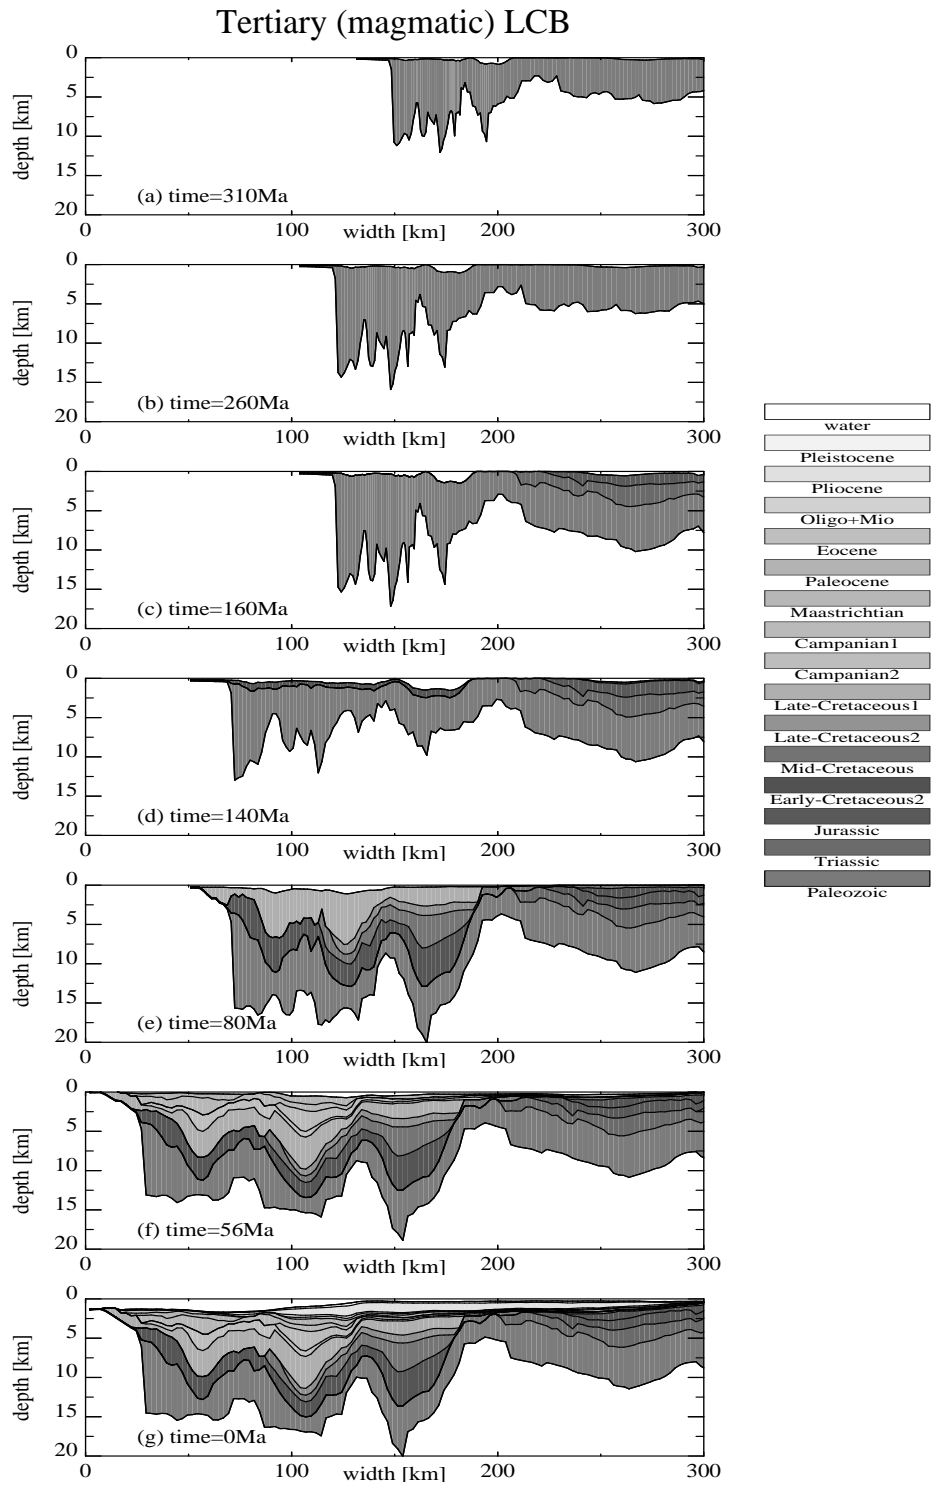 Tertiary (magmatic) LCB
0
5
10
15
20
depth [km]
(a) time=310Ma
0 100 200 300
width [km]
0
5
10
15
20
depth [km]
(b) time=260Ma
0 100 200 300
width [km]
0
5
10
15
20
depth [km]
(c) time=160Ma
0 100 200 300
width [km]
0
5
10
15
20
depth [km]
(d) time=140Ma
0 100 200 300
width [km]
0
5
10
15
20
depth [km]
(e) time=80Ma
0 100 200 300
width [km]
0
5
10
15
20
depth [km]
(f) time=56Ma
0 100 200 300
width [km]
0
5
10
15
20
depth [km]
(g) time=0Ma
0 100 200 300
width [km]
water
Pleistocene
Pliocene
Oligo+Mio
Eocene
Paleocene
Maastrichtian
Campanian1
Campanian2
Late-Cretaceous1
Late-Cretaceous2
Mid-Cretaceous
Early-Cretaceous2
Jurassic
Triassic
Paleozoic